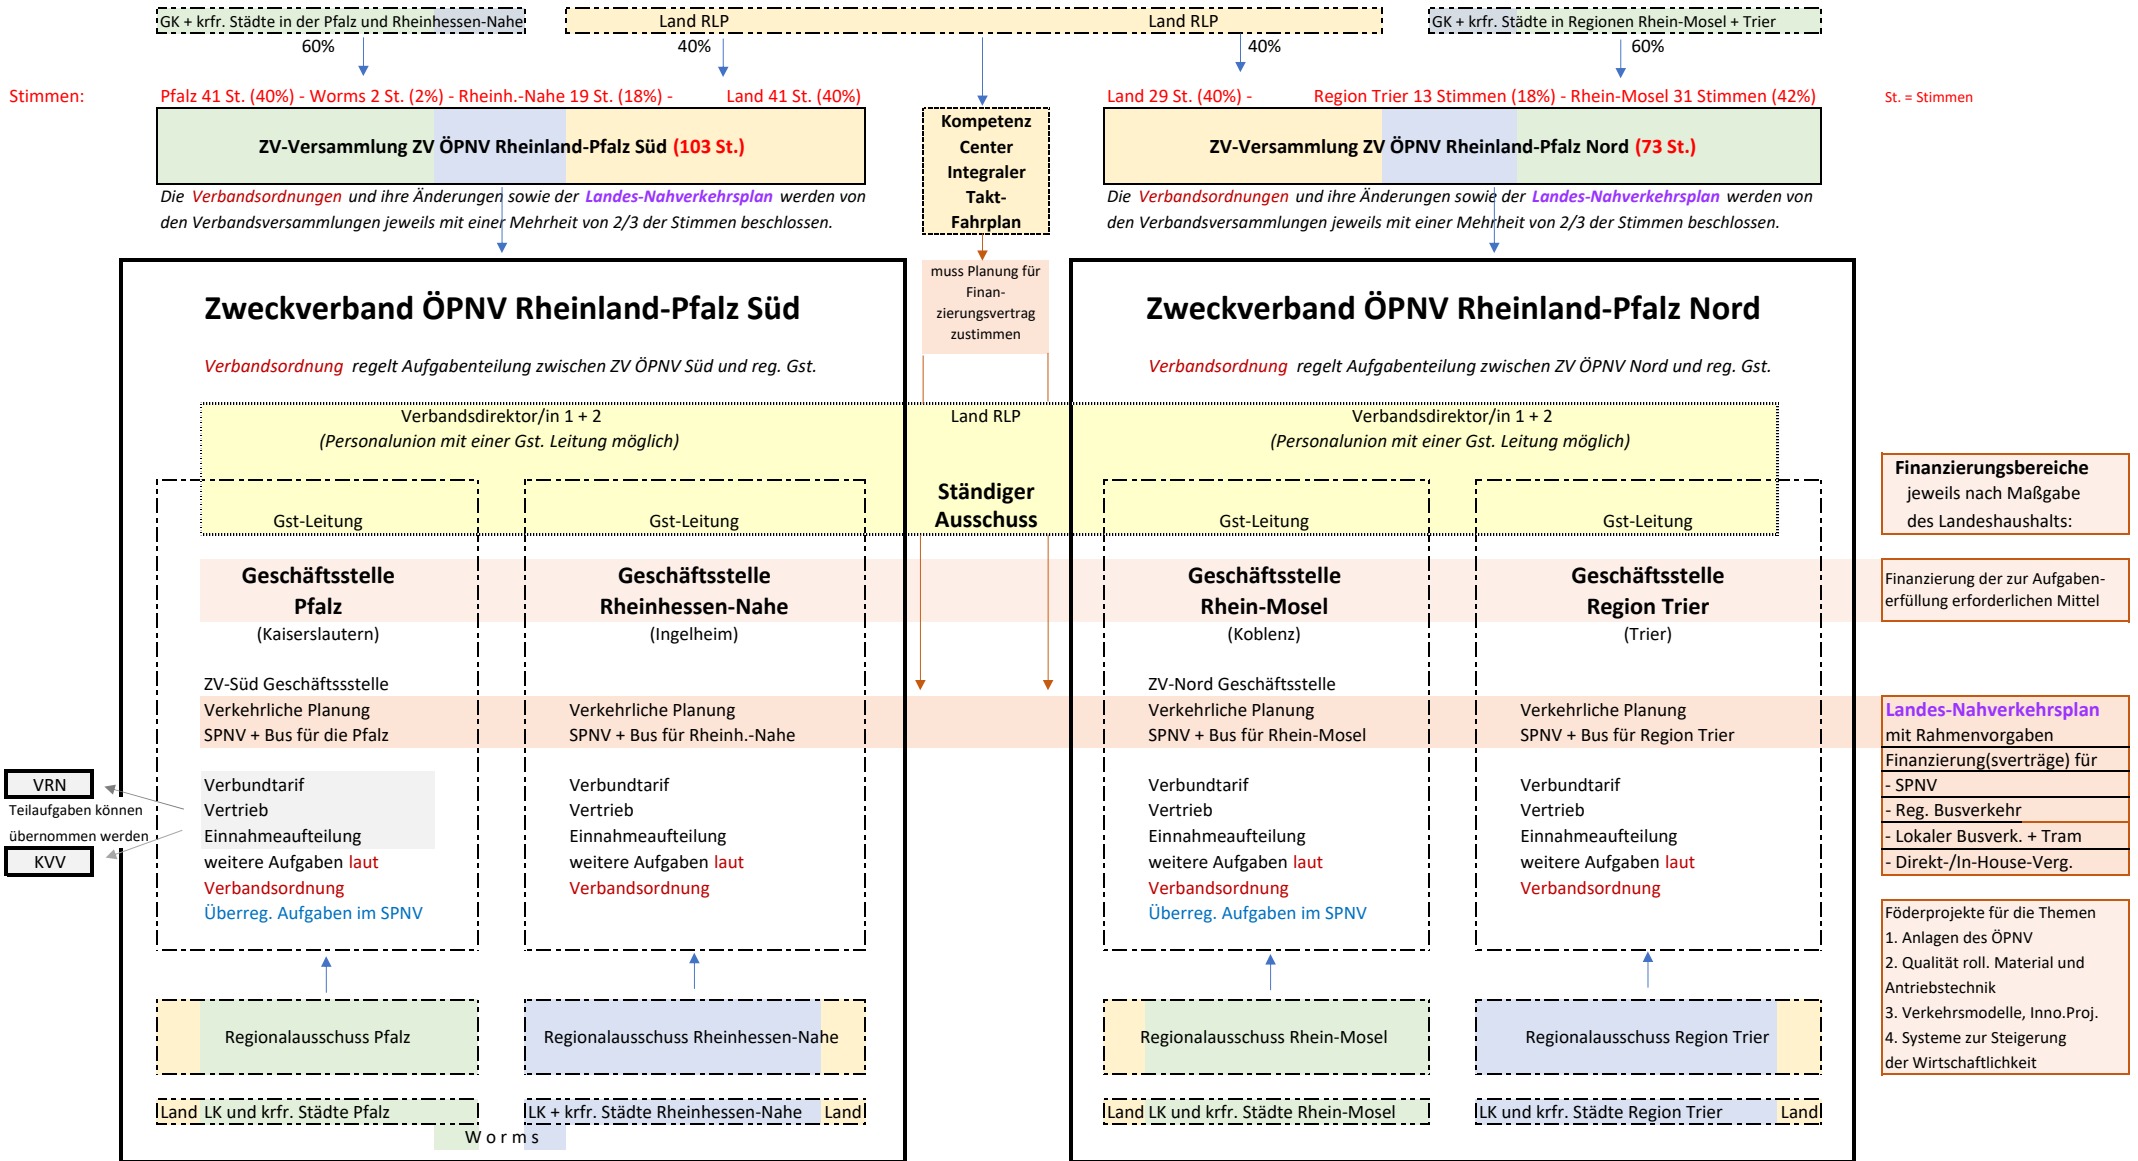 GK + krfr. Städte in der Pfalz und Rheinhessen-Nahe
Land RLP
Land RLP
GK + krfr. Städte in Regionen Rhein-Mosel + Trier
60%
40%
40%
60%
Stimmen:
Pfalz 41 St. (40%) - Worms 2 St. (2%) - Rheinh.-Nahe 19 St. (18%) -
Land 41 St. (40%)
Land 29 St. (40%) -
Region Trier 13 Stimmen (18%) - Rhein-Mosel 31 Stimmen (42%)
St. = Stimmen
ZV-Versammlung ZV ÖPNV Rheinland-Pfalz Süd (103 St.)
Kompetenz
Center
Integraler
Takt-
Fahrplan
ZV-Versammlung ZV ÖPNV Rheinland-Pfalz Nord (73 St.)
Die Verbandsordnungen und ihre Änderungen sowie der Landes-Nahverkehrsplan werden von
den Verbandsversammlungen jeweils mit einer Mehrheit von 2/3 der Stimmen beschlossen.
Die Verbandsordnungen und ihre Änderungen sowie der Landes-Nahverkehrsplan werden von
den Verbandsversammlungen jeweils mit einer Mehrheit von 2/3 der Stimmen beschlossen.
muss Planung für
Finan-
zierungsvertrag
zustimmen
Zweckverband ÖPNV Rheinland-Pfalz Süd
Verbandsordnung regelt Aufgabenteilung zwischen ZV ÖPNV Süd und reg. Gst.
Zweckverband ÖPNV Rheinland-Pfalz Nord
Verbandsordnung regelt Aufgabenteilung zwischen ZV ÖPNV Nord und reg. Gst.
Verbandsdirektor/in 1 + 2
(Personalunion mit einer Gst. Leitung möglich)
Land RLP
Verbandsdirektor/in 1 + 2
(Personalunion mit einer Gst. Leitung möglich)
Ständiger
Ausschuss
Gst-Leitung
Gst-Leitung
Gst-Leitung
Gst-Leitung
Finanzierungsbereiche
jeweils nach Maßgabe
des Landeshaushalts:
Geschäftsstelle
Pfalz
(Kaiserslautern)
Geschäftsstelle
Rheinhessen-Nahe
(Ingelheim)
Geschäftsstelle
Rhein-Mosel
(Koblenz)
Geschäftsstelle
Region Trier
(Trier)
Finanzierung der zur Aufgaben-
erfüllung erforderlichen Mittel
ZV-Süd Geschäftssstelle
Verkehrliche Planung
SPNV + Bus für die Pfalz
Verkehrliche Planung
SPNV + Bus für Rheinh.-Nahe
ZV-Nord Geschäftsstelle
Verkehrliche Planung
SPNV + Bus für Rhein-Mosel
Verkehrliche Planung
SPNV + Bus für Region Trier
Landes-Nahverkehrsplan
mit Rahmenvorgaben
Finanzierung(sverträge) für
- SPNV
- Reg. Busverkehr
- Lokaler Busverk. + Tram
- Direkt-/In-House-Verg.
VRN
Teilaufgaben können
übernommen werden
KVV
Verbundtarif
Vertrieb
Einnahmeaufteilung
weitere Aufgaben laut
Verbandsordnung
Überreg. Aufgaben im SPNV
Verbundtarif
Vertrieb
Einnahmeaufteilung
weitere Aufgaben laut
Verbandsordnung
Verbundtarif
Vertrieb
Einnahmeaufteilung
weitere Aufgaben laut
Verbandsordnung
Überreg. Aufgaben im SPNV
Verbundtarif
Vertrieb
Einnahmeaufteilung
weitere Aufgaben laut
Verbandsordnung
Föderprojekte für die Themen
1. Anlagen des ÖPNV
2. Qualität roll. Material und
Antriebstechnik
3. Verkehrsmodelle, Inno.Proj.
4. Systeme zur Steigerung
der Wirtschaftlichkeit
Regionalausschuss Pfalz
Regionalausschuss Rheinhessen-Nahe
Regionalausschuss Rhein-Mosel
Regionalausschuss Region Trier
Land LK und krfr. Städte Pfalz
LK + krfr. Städte Rheinhessen-Nahe Land
Land LK und krfr. Städte Rhein-Mosel
LK und krfr. Städte Region Trier Land
W o r m s